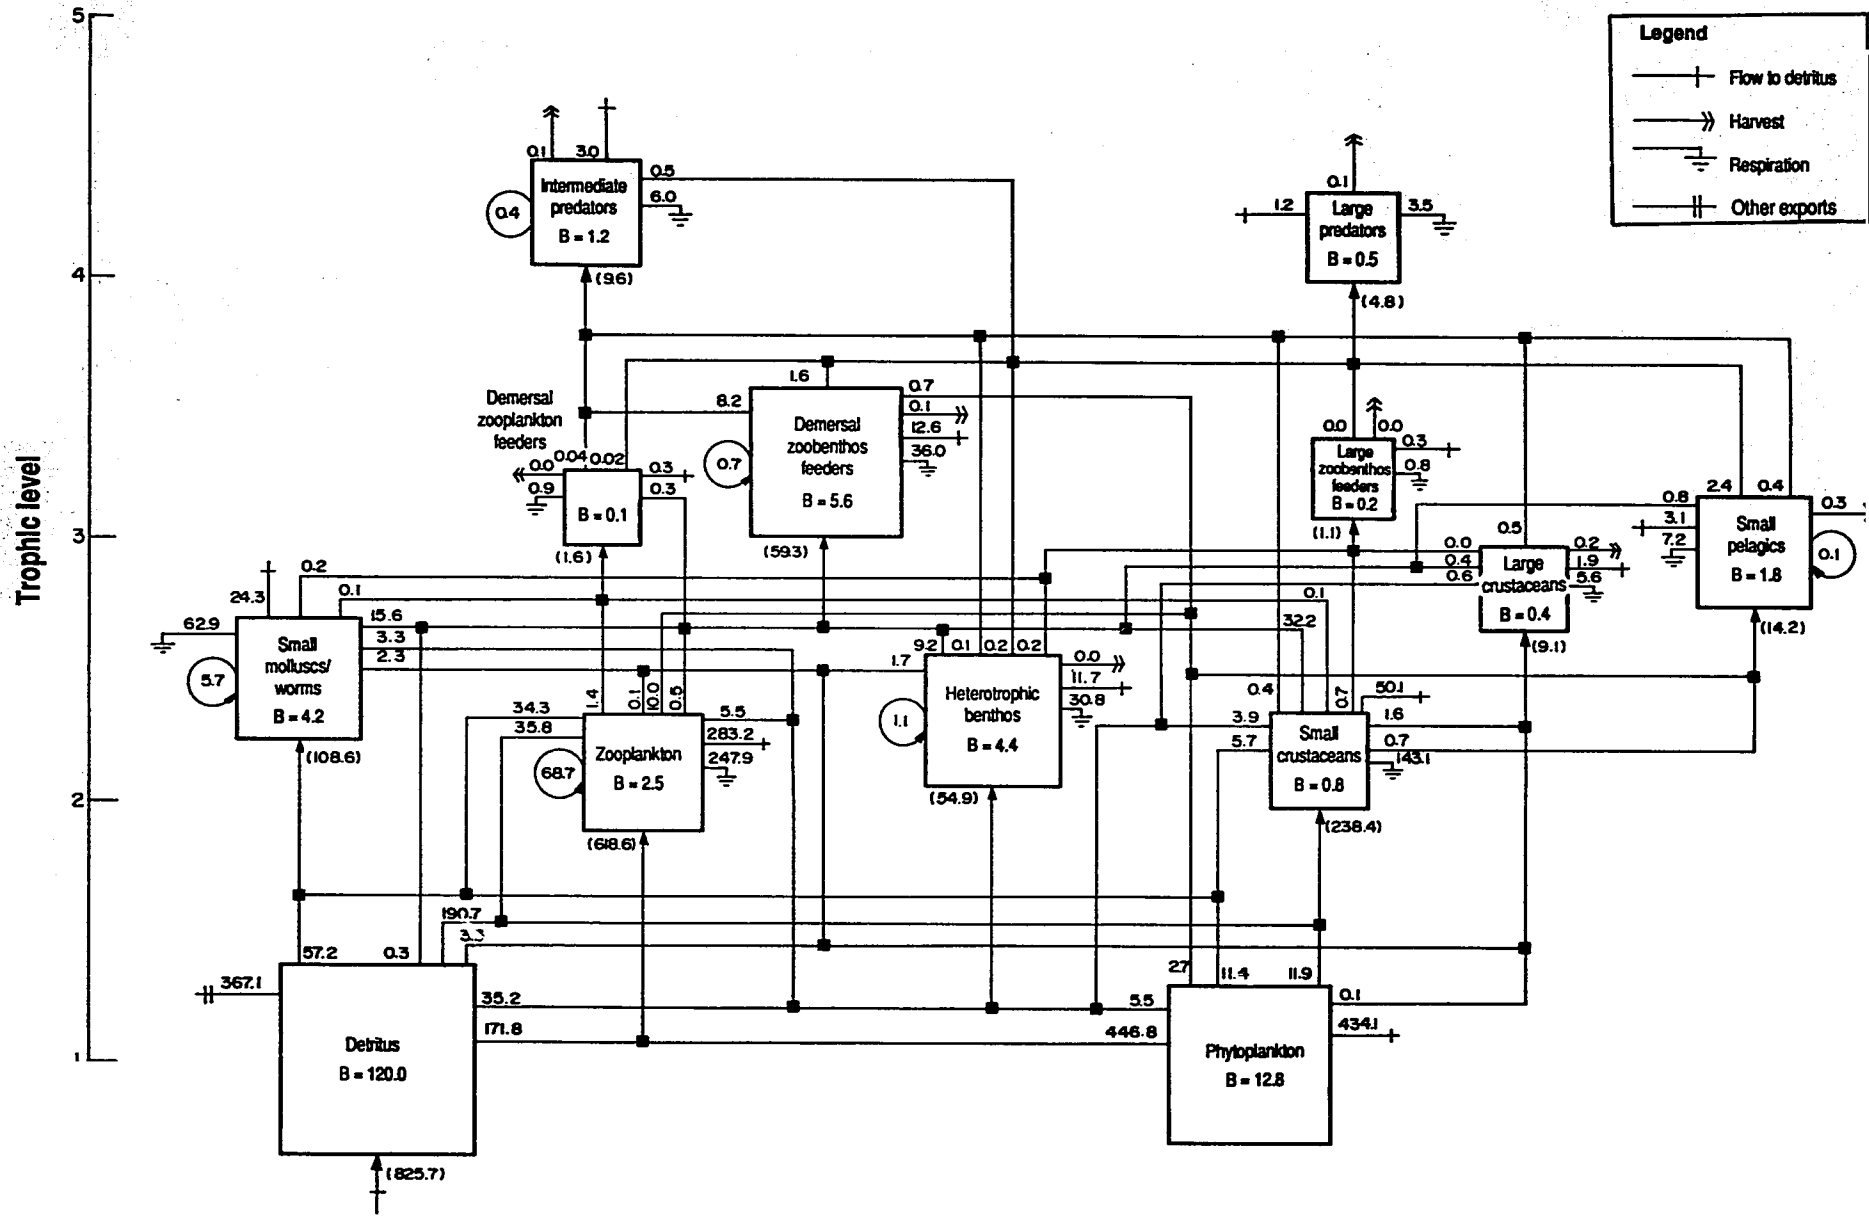 5
4
3
2
1
Trophic level
Legend
Flow to detritus
Harvest
Respiration
Other exports
0.1 3.0
Intermediate
predators
B = 1.2
0.4
0.5
6.0
(9.6)
0.1
1.2
Large
predators
B = 0.5
3.5
(4.8)
Demersal
zooplankton
feeders
0.0
0.04 0.02
0.9
B = 0.1
0.3
0.3
(1.6)
1.6
8.2
Demersal
zoobenthos
feeders
B = 5.6
0.7
0.7
0.1
12.6
36.0
(59.3)
0.0
0.0
Large
zoobenthos
feeders
B = 0.2
0.3
0.8
(1.1)
0.5
0.0
0.4
0.6
Large
crustaceans
B = 0.4
0.2
1.9
5.6
(9.1)
2.4 0.4
0.8
3.1
7.2
Small
pelagics
B = 1.8
0.3
0.1
(14.2)
24.3
0.2
0.1
62.9
5.7
Small
molluscs/
worms
B = 4.2
15.6
3.3
2.3
(108.6)
1.4
0.1
10.0
0.5
34.3
35.8
68.7
Zooplankton
B = 2.5
5.5
283.2
247.9
(618.6)
9.2 0.1 0.2 0.2
1.7
1.1
Heterotrophic
benthos
B = 4.4
0.0
11.7
30.8
(54.9)
32.2
0.1
0.4
0.7
50.1
3.9
5.7
Small
crustaceans
B = 0.8
1.6
0.7
143.1
(238.4)
57.2
0.3
190.7
3.3
367.1
35.2
171.8
Detritus
B = 120.0
(825.7)
2.7
11.4
11.9
5.5
446.8
Phytoplankton
B = 12.8
0.1
434.1